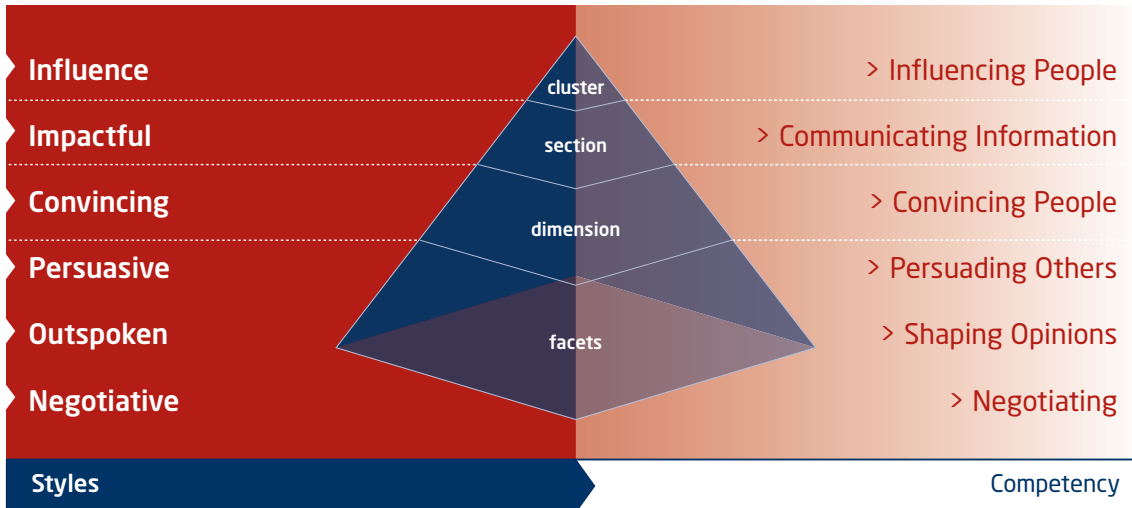 Influence
cluster
> Influencing People
Impactful
section
> Communicating Information
Convincing
dimension
> Convincing People
Persuasive
> Persuading Others
Outspoken
facets
> Shaping Opinions
Negotiative
> Negotiating
Styles
Competency